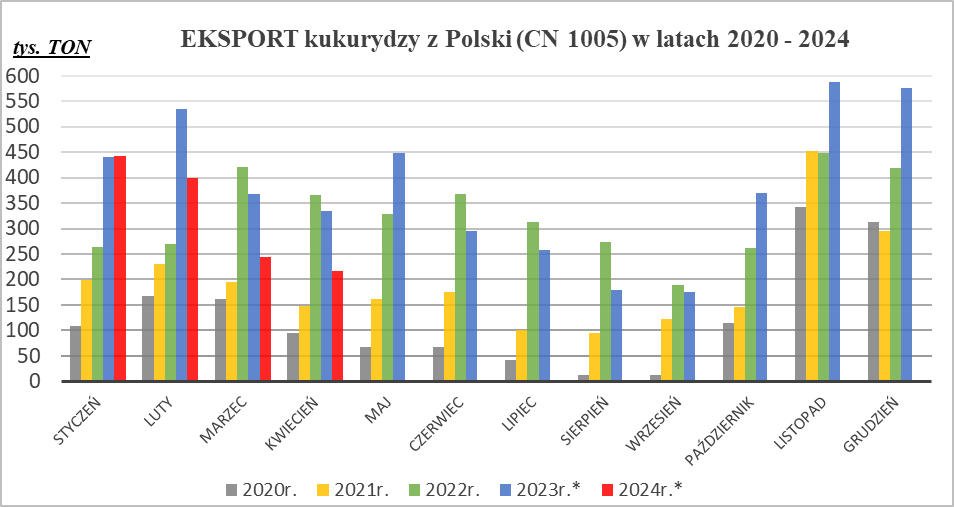 EKSPORT kukurydzy z Polski (CN 1005) w latach 2020 - 2024
tys. TON
600
550
500
450
400
350
300
250
200
150
100
50
0
STYCZEŃ
LUTY
MARZEC
KWICIEŃ
MAJ
CZERWIEC
LIPIEC
SIERPIEŃ
WRZESIEŃ
PAŹDZIERNIK
LISTOPAD
GRUDZIEŃ
2020r. 2021r. 2022r. 2023r.* 2024r.*